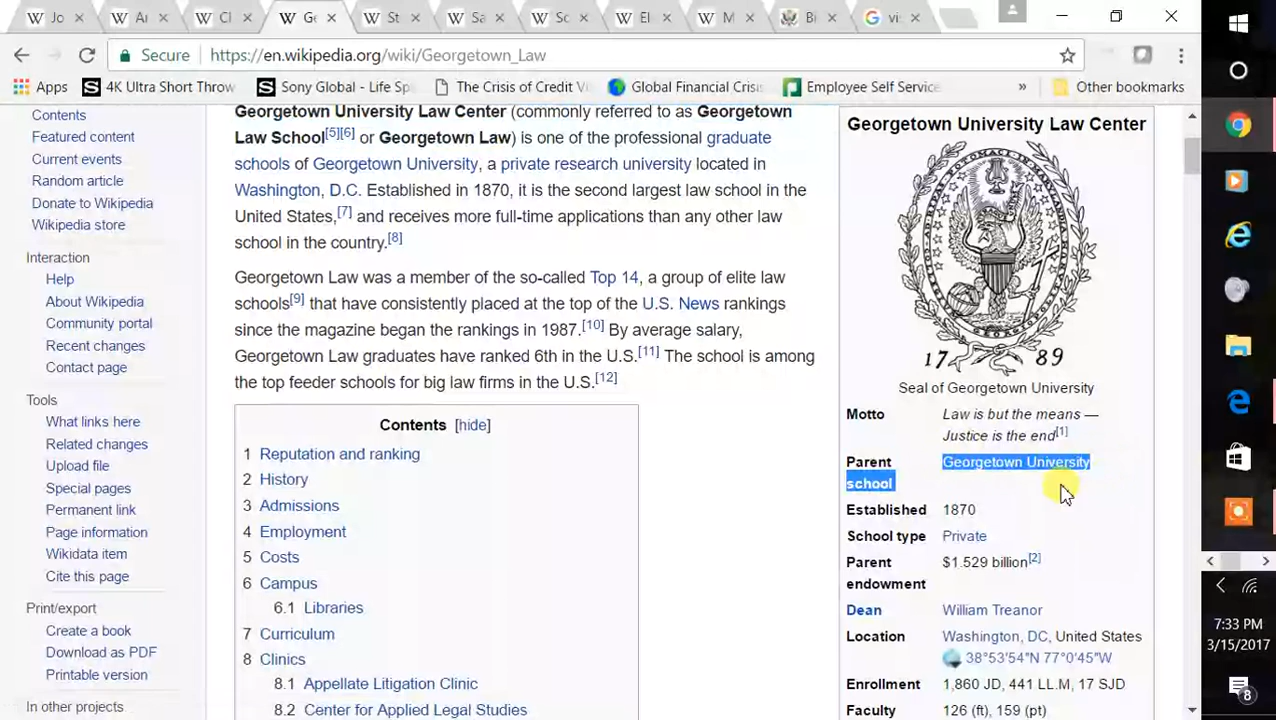 Jo
Ar
Cl
Ge
St
Sa
Sc
El
M
Bi
vi
Secure
https://en.wikipedia.org/wiki/Georgetown_Law
Apps
4K Ultra Short Throw
Sony Global - Life Sp
The Crisis of Credit Vi
Global Financial Crisi
Employee Self Service
»
Other bookmarks
Contents
Featured content
Current events
Random article
Donate to Wikipedia
Wikipedia store
Interaction
Help
About Wikipedia
Community portal
Recent changes
Contact page
Tools
What links here
Related changes
Upload file
Special pages
Permanent link
Page information
Wikidata item
Cite this page
Print/export
Create a book
Download as PDF
Printable version
In other projects
Georgetown University Law Center (commonly referred to as Georgetown
Law School[5][6] or Georgetown Law) is one of the professional graduate
schools of Georgetown University, a private research university located in
Washington, D.C. Established in 1870, it is the second largest law school in the
United States,[7] and receives more full-time applications than any other law
school in the country.[8]
Georgetown Law was a member of the so-called Top 14, a group of elite law
schools[9] that have consistently placed at the top of the U.S. News rankings
since the magazine began the rankings in 1987.[10] By average salary,
Georgetown Law graduates have ranked 6th in the U.S.[11] The school is among
the top feeder schools for big law firms in the U.S.[12]
Contents [hide]
1 Reputation and ranking
2 History
3 Admissions
4 Employment
5 Costs
6 Campus
6.1 Libraries
7 Curriculum
8 Clinics
8.1 Appellate Litigation Clinic
8.2 Center for Applied Legal Studies
Georgetown University Law Center
17 89
Seal of Georgetown University
Motto Law is but the means —
Justice is the end[1]
Parent Georgetown University
school
Established 1870
School type Private
Parent $1.529 billion[2]
endowment
Dean William Treanor
Location Washington, DC, United States
38°53′54″N 77°0′45″W
Enrollment 1,860 JD, 441 LL.M, 17 SJD
Faculty 126 (ft), 159 (pt)
7:33 PM
3/15/2017
8